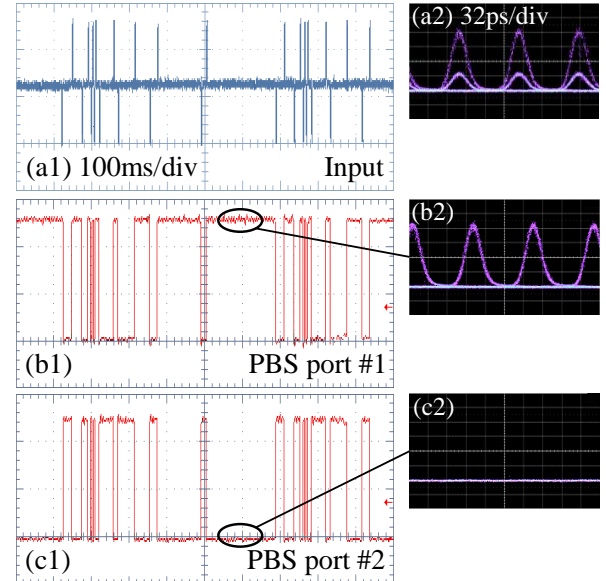 (a1) 100ms/div Input
(a2) 32ps/div
(b1) PBS port #1
(b2)
(c1) PBS port #2
(c2)